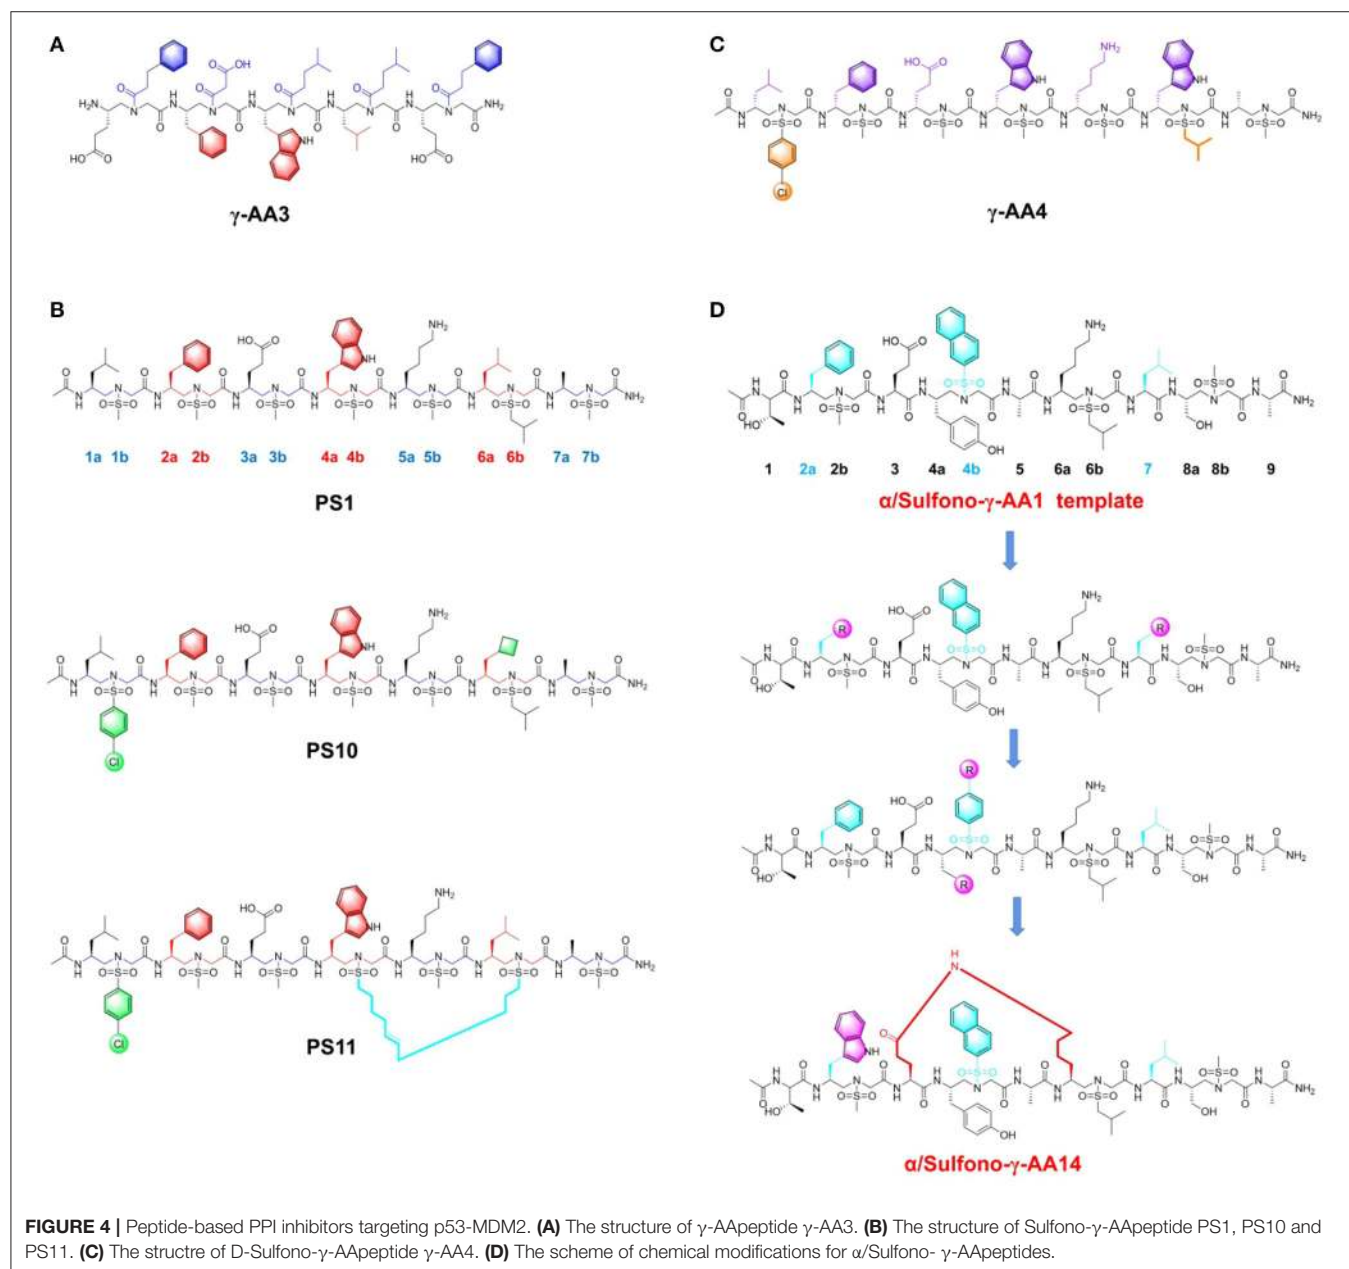 A
γ-AA3
C
γ-AA4
B
1a 1b 2a 2b 3a 3b 4a 4b 5a 5b 6a 6b 7a 7b
PS1
Cl
PS10
Cl
PS11
D
1 2a 2b 3 4a 4b 5 6a 6b 7 8a 8b 9
α/Sulfono-γ-AA1 template
R R
R
R
α/Sulfono-γ-AA14
FIGURE 4 | Peptide-based PPI inhibitors targeting p53-MDM2. (A) The structure of γ-AApeptide γ-AA3. (B) The structure of Sulfono-γ-AApeptide PS1, PS10 and
PS11. (C) The structre of D-Sulfono-γ-AApeptide γ-AA4. (D) The scheme of chemical modifications for α/Sulfono- γ-AApeptides.